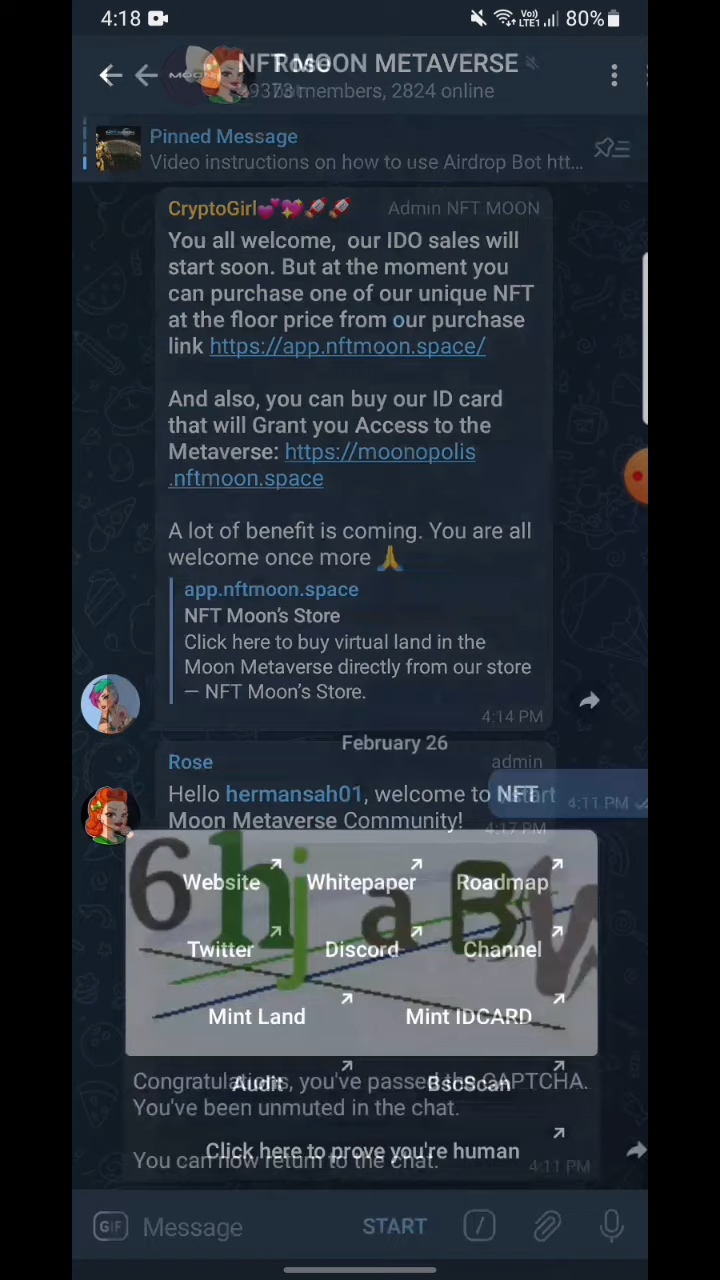 4:18
Vo)) LTE1 80%
NFT MOON METAVERSE
Rose
members, 2824 online
Pinned Message
Video instructions on how to use Airdrop Bot htt...
CryptoGirl💕💖🚀🚀 Admin NFT MOON
You all welcome, our IDO sales will
start soon. But at the moment you
can purchase one of our unique NFT
at the floor price from our purchase
link https://app.nftmoon.space/
And also, you can buy our ID card
that will Grant you Access to the
Metaverse: https://moonopolis
.nftmoon.space
A lot of benefit is coming. You are all
welcome once more 🙏
app.nftmoon.space
NFT Moon's Store
Click here to buy virtual land in the
Moon Metaverse directly from our store
— NFT Moon's Store.
4:14 PM
February 26
Rose admin
Hello hermansah01, welcome to NFT
4:11 PM
Moon Metaverse Community!
4:17 PM
6hjaBW
Website Whitepaper Roadmap
Twitter Discord Channel
Mint Land Mint IDCARD
Audit BscScan
Congratulations, you've passed the CAPTCHA.
You've been unmuted in the chat.
Click here to prove you're human
You can now return to the chat.
4:11 PM
GIF Message START /